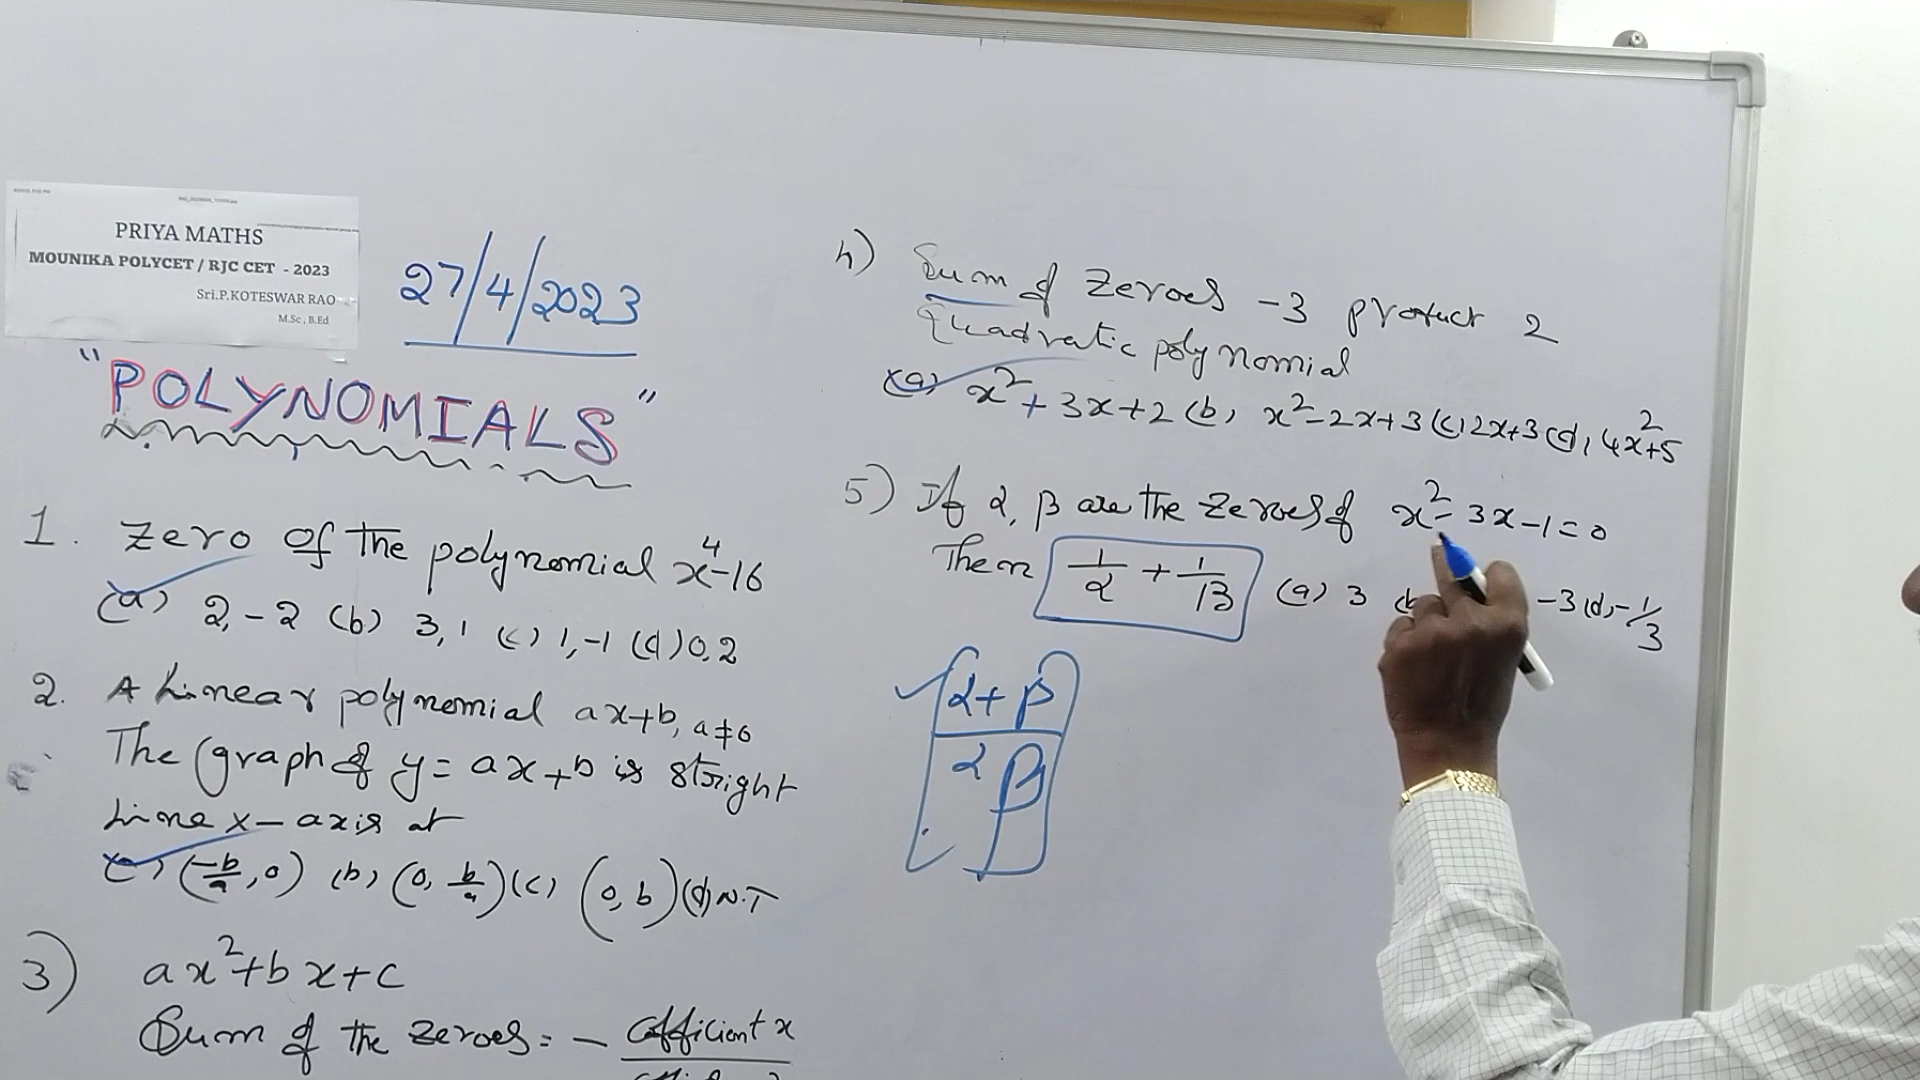 PRIYA MATHS
MOUNIKA POLYCET / RJC CET - 2023
Sri.P.KOTESWAR RAO
M.Sc, B.Ed
27/4/2023
"POLYNOMIALS"
1. Zero of the polynomial x⁴-16
(a) 2,-2 (b) 3,1 (c) 1,-1 (d) 0,2
2. A Linear polynomial ax+b, a≠0
The graph of y=ax+b is stright
Line x-axis at
(-b/a, 0) (b) (0, b/a) (c) (0, b) (d) N.T
3) ax²+bx+c
Sum of the zeroes = - Cofficient x
4) Sum of zeroes -3 product 2
Quadratic polynomial
(a) x²+3x+2 (b) x²-2x+3 (c) 2x+3 (d) 4x²+5
5) If α, β are the zeroes of x²-3x-1=0
Then 1/α + 1/β (a) 3 (b -3 (d) -1/3
α+β
αβ